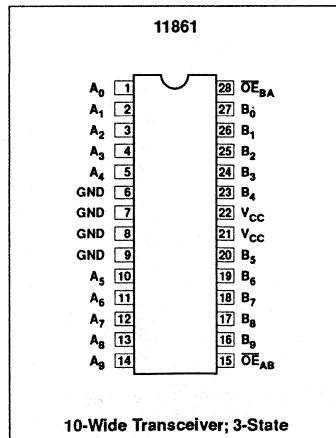 11861
A0 1 28 OEBA
A1 2 27 B0
A2 3 26 B1
A3 4 25 B2
A4 5 24 B3
GND 6 23 B4
GND 7 22 VCC
GND 8 21 VCC
GND 9 20 B5
A5 10 19 B6
A6 11 18 B7
A7 12 17 B8
A8 13 16 B9
A9 14 15 OEAB
10-Wide Transceiver; 3-State